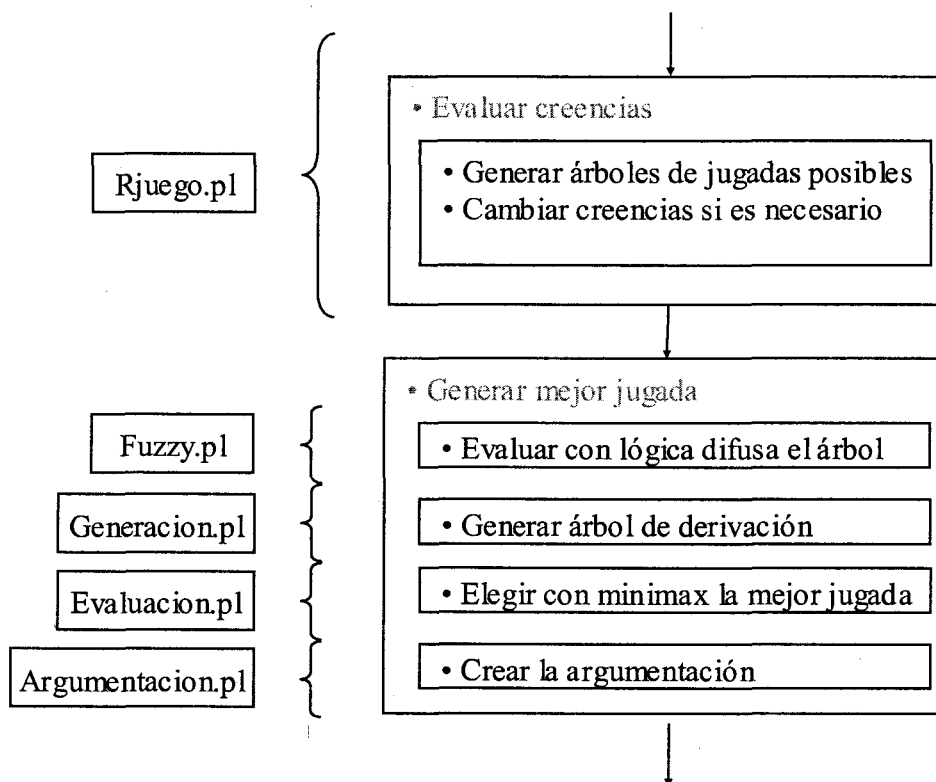 • Evaluar creencias
Rjuego.pl
• Generar árboles de jugadas posibles
• Cambiar creencias si es necesario
• Generar mejor jugada
Fuzzy.pl
• Evaluar con lógica difusa el árbol
Generacion.pl
• Generar árbol de derivación
Evaluacion.pl
• Elegir con minimax la mejor jugada
Argumentacion.pl
• Crear la argumentación